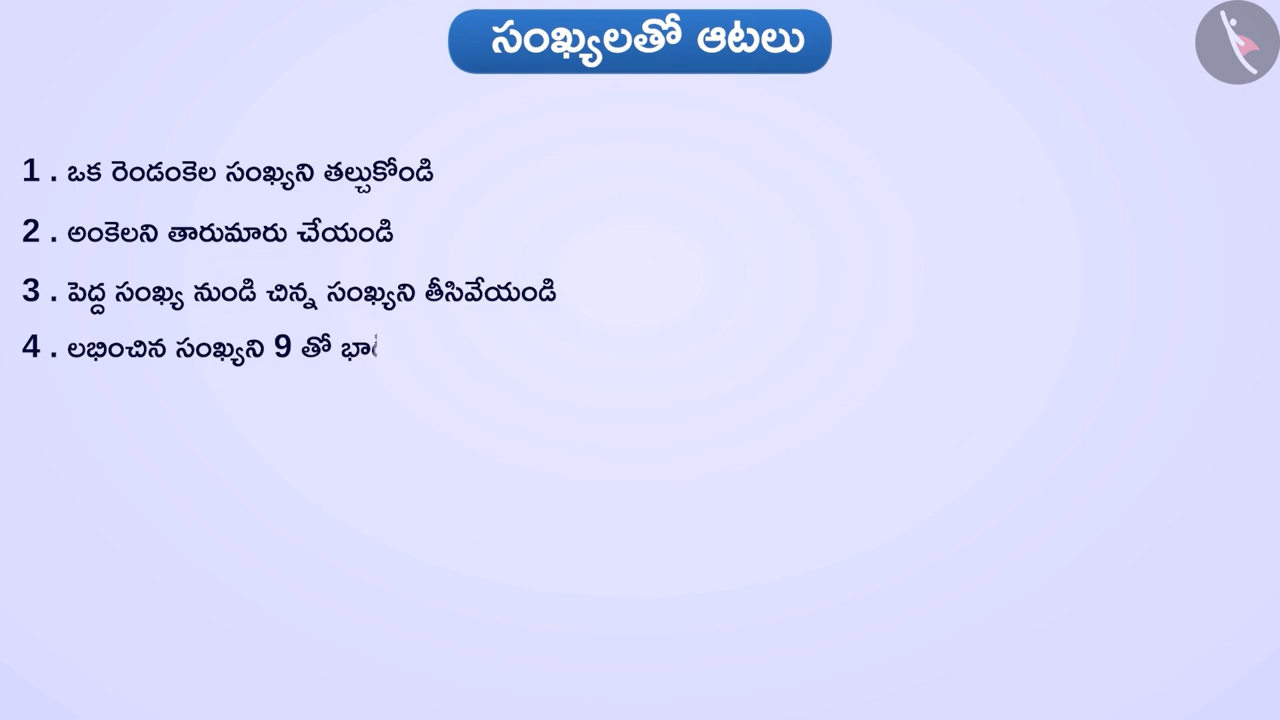 సంఖ్యలతో ఆటలు
1 . ఒక రెండంకెల సంఖ్యని తల్చుకోండి
2 . అంకెలని తారుమారు చేయండి
3 . పెద్ద సంఖ్య నుండి చిన్న సంఖ్యని తీసివేయండి
4 . లభించిన సంఖ్యని 9 తో